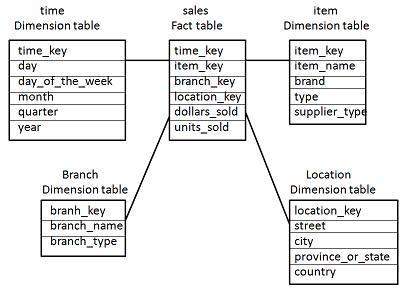 time
Dimension table
time_key
day
day_of_the_week
month
quarter
year
sales
Fact table
time_key
item_key
branch_key
location_key
dollars_sold
units_sold
item
Dimension table
item_key
item_name
brand
type
supplier_type
Branch
Dimension table
branh_key
branch_name
branch_type
Location
Dimension table
location_key
street
city
province_or_state
country